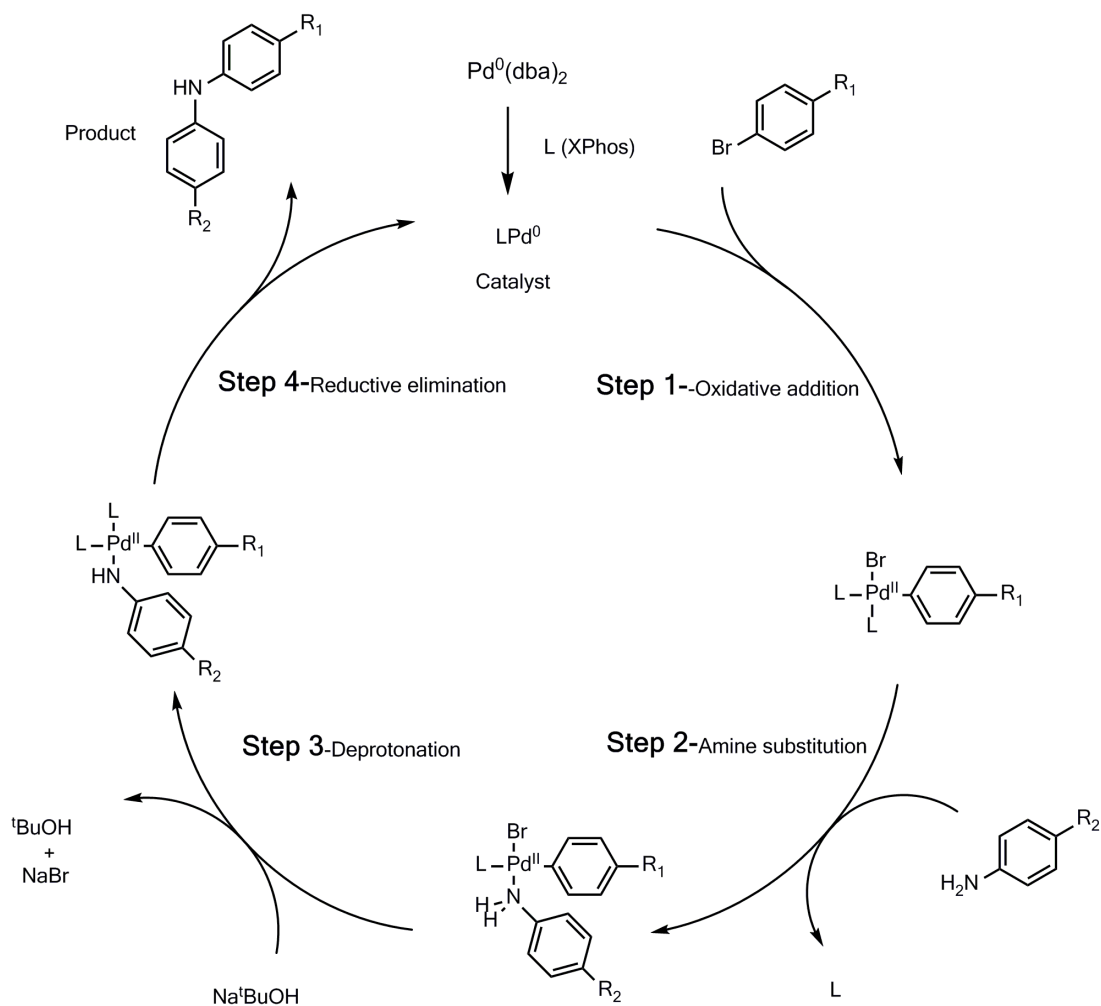 R₁
HN
Product
R₂
Pd⁰(dba)₂
L (XPhos)
LPd⁰
Catalyst
R₁
Br
Step 4-Reductive elimination
Step 1--Oxidative addition
L
L-Pdᴵᴵ
R₁
HN
R₂
Br
L-Pdᴵᴵ
R₁
L
Step 3-Deprotonation
Step 2-Amine substitution
ᵗBuOH
+
NaBr
Br
L-Pdᴵᴵ
R₁
H
N
H
R₂
R₂
H₂N
NaᵗBuOH
L